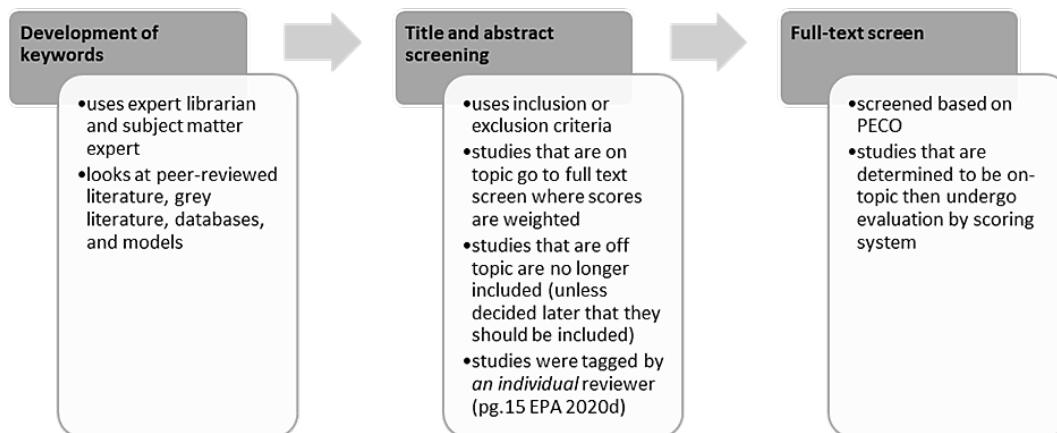 Development of
keywords
•uses expert librarian
and subject matter
expert
•looks at peer-reviewed
literature, grey
literature, databases,
and models
Title and abstract
screening
•uses inclusion or
exclusion criteria
•studies that are on
topic go to full text
screen where scores
are weighted
•studies that are off
topic are no longer
included (unless
decided later that they
should be included)
•studies were tagged by
an individual reviewer
(pg.15 EPA 2020d)
Full-text screen
•screened based on
PECO
•studies that are
determined to be on-
topic then undergo
evaluation by scoring
system